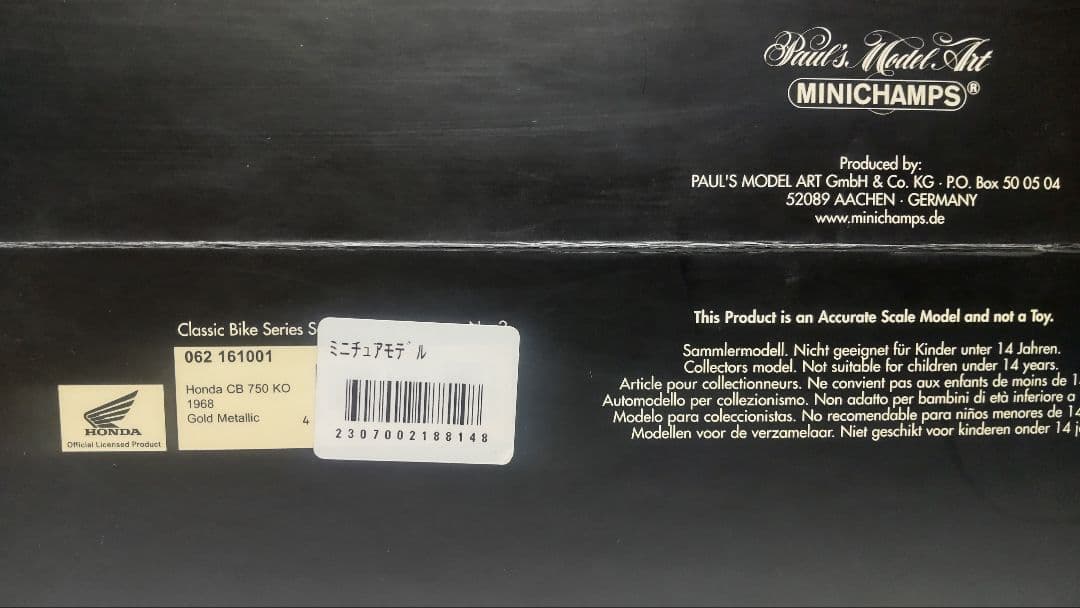 Paul's Model Art
MINICHAMPS®
Produced by:
PAUL'S MODEL ART GmbH & Co. KG · P.O. Box 50 05 04
52089 AACHEN · GERMANY
www.minichamps.de
Classic Bike Series S
062 161001
Honda CB 750 KO
1968
Gold Metallic
4
ミニチュアモデル
2307002188148
HONDA
Official Licensed Product
This Product is an Accurate Scale Model and not a Toy.
Sammlermodell. Nicht geeignet für Kinder unter 14 Jahren.
Collectors model. Not suitable for children under 14 years.
Article pour collectionneurs. Ne convient pas aux enfants de moins de 1
Automodello per collezionismo. Non adatto per bambini di età inferiore a
Modelo para coleccionistas. No recomendable para niños menores de 14
Modellen voor de verzamelaar. Niet geschikt voor kinderen onder 14 j